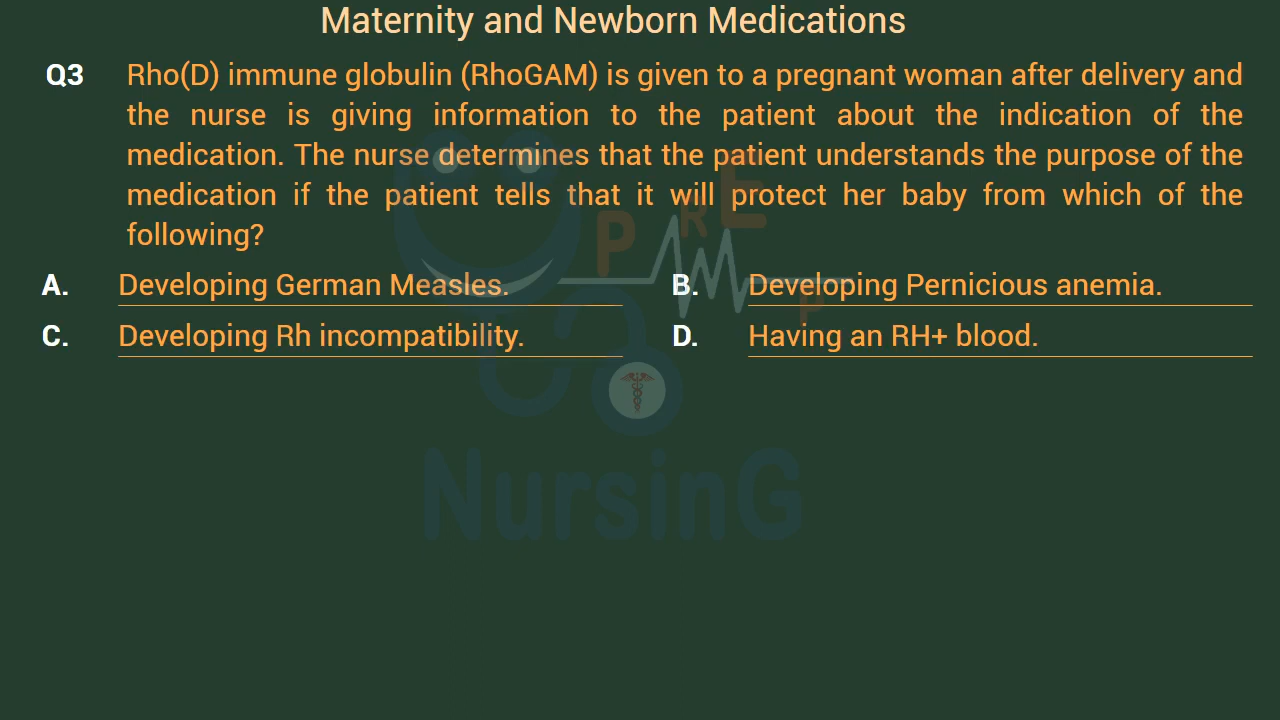 Maternity and Newborn Medications
Q3 Rho(D) immune globulin (RhoGAM) is given to a pregnant woman after delivery and
the nurse is giving information to the patient about the indication of the
medication. The nurse determines that the patient understands the purpose of the
medication if the patient tells that it will protect her baby from which of the
following?
A. Developing German Measles. B. Developing Pernicious anemia.
C. Developing Rh incompatibility. D. Having an RH+ blood.
PREP
NursinG